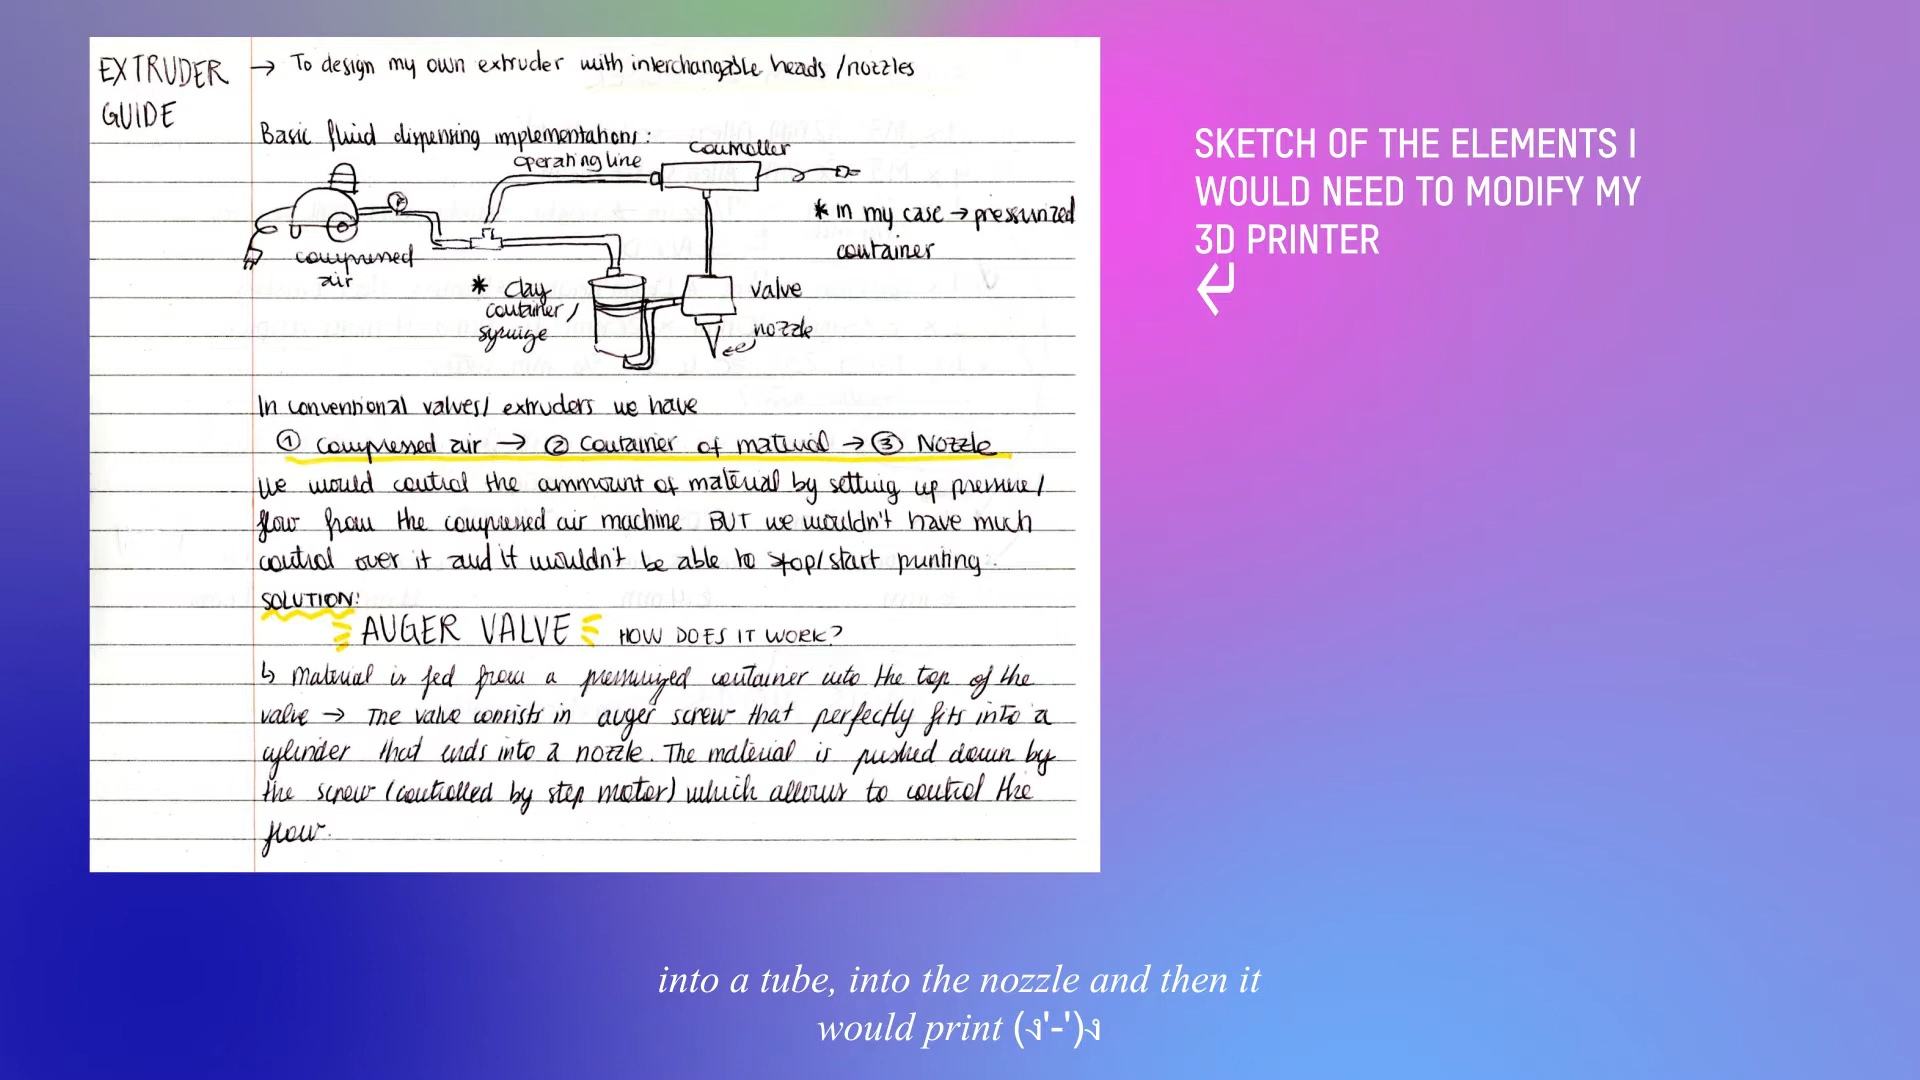 EXTRUDER
GUIDE
→ To design my own extruder with interchangable heads / nozzles
Basic fluid dispensing implementations:
operating line
controller
compressed
air
* in my case → pressurized
container
* clay
container /
syringe
valve
nozzle
In conventional valves / extruders we have
① compressed air → ② container of material → ③ Nozzle
We would control the ammount of material by setting up pressure /
flow from the compressed air machine BUT we wouldn't have much
control over it and it wouldn't be able to stop / start printing.
SOLUTION!
AUGER VALVE HOW DOES IT WORK?
↳ Material is fed from a pressurized container into the top of the
valve → The valve consists in auger screw that perfectly fits into a
cylinder that ends into a nozzle. The material is pushed down by
the screw (controlled by step motor) which allows to control the
flow.
SKETCH OF THE ELEMENTS I
WOULD NEED TO MODIFY MY
3D PRINTER
↵
into a tube, into the nozzle and then it
would print (ง'-')ง